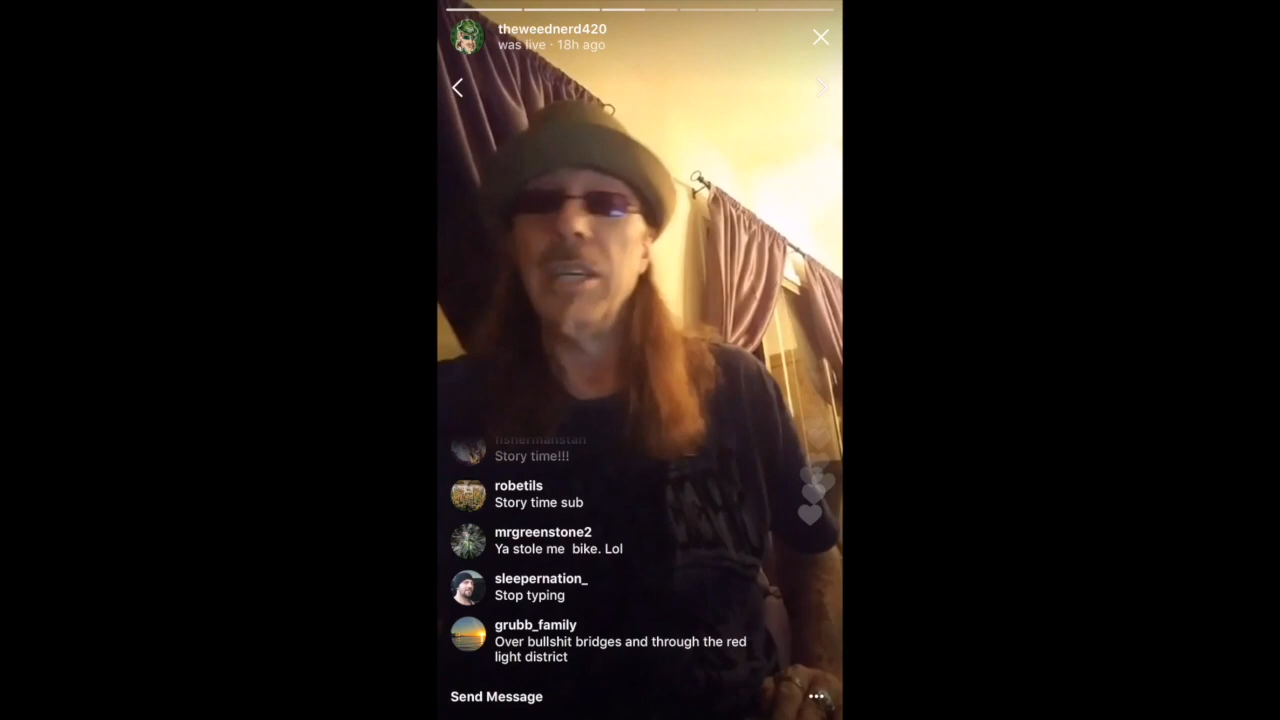 theweednerd420
was live · 18h ago
fishermanstan
Story time!!!
robetils
Story time sub
mrgreenstone2
Ya stole me bike. Lol
sleepernation_
Stop typing
grubb_family
Over bullshit bridges and through the red
light district
Send Message